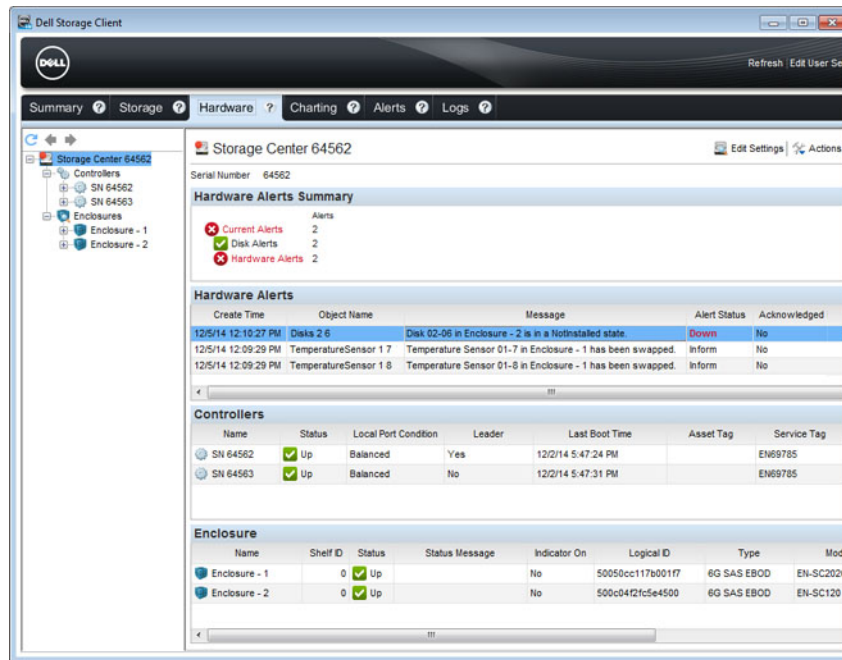 Dell Storage Client
DELL
Refresh Edit User Se
Summary ? Storage ? Hardware ? Charting ? Alerts ? Logs ?
Storage Center 64562
Controllers
SN 64562
SN 64563
Enclosures
Enclosure - 1
Enclosure - 2
Storage Center 64562
Edit Settings Actions
Serial Number 64562
Hardware Alerts Summary
Alerts
Current Alerts 2
Disk Alerts 2
Hardware Alerts 2
Hardware Alerts
Create Time Object Name Message Alert Status Acknowledged
12/5/14 12:10:27 PM Disks 2 6 Disk 02-06 in Enclosure - 2 is in a NotInstalled state. Down No
12/5/14 12:09:29 PM TemperatureSensor 1 7 Temperature Sensor 01-7 in Enclosure - 1 has been swapped. Inform No
12/5/14 12:09:29 PM TemperatureSensor 1 8 Temperature Sensor 01-8 in Enclosure - 1 has been swapped. Inform No
Controllers
Name Status Local Port Condition Leader Last Boot Time Asset Tag Service Tag
SN 64562 Up Balanced Yes 12/2/14 5:47:24 PM EN69785
SN 64563 Up Balanced No 12/2/14 5:47:31 PM EN69785
Enclosure
Name Shelf ID Status Status Message Indicator On Logical ID Type Mod
Enclosure - 1 0 Up No 50050cc117b001f7 6G SAS EBOD EN-SC202
Enclosure - 2 0 Up No 500c04f2fc5e4500 6G SAS EBOD EN-SC120